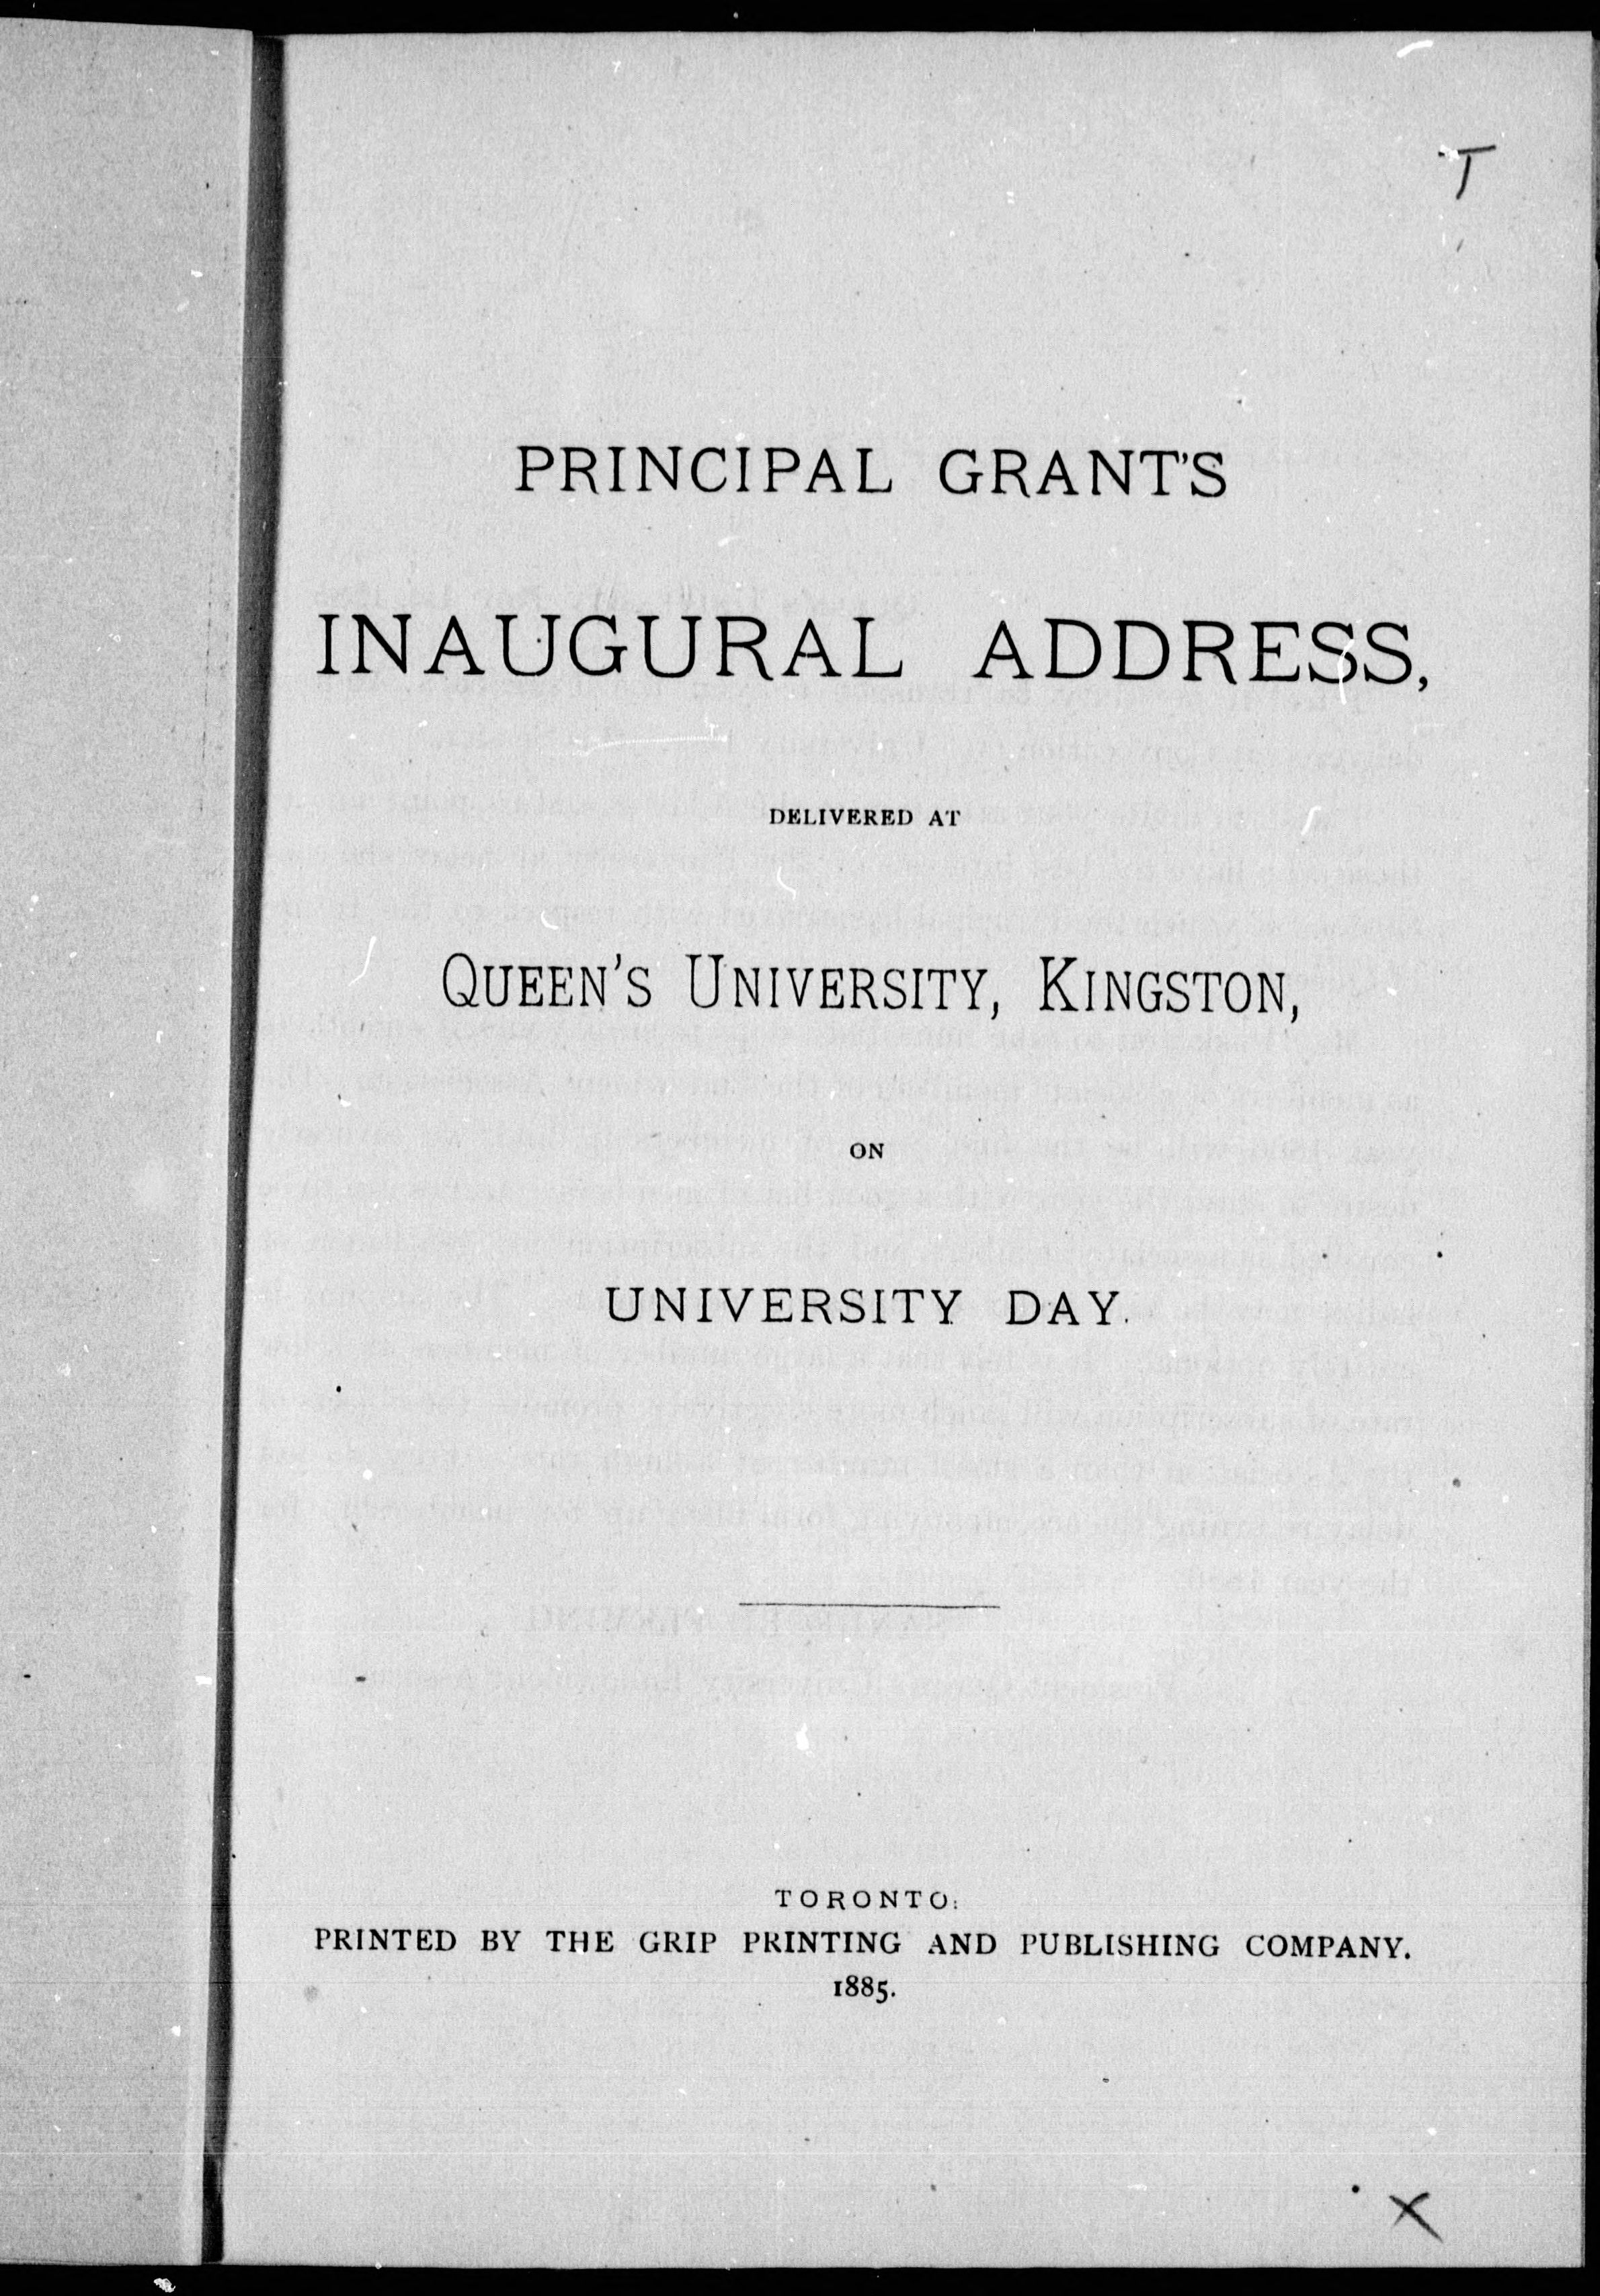 T
PRINCIPAL GRANT'S
INAUGURAL ADDRESS,
DELIVERED AT
QUEEN'S UNIVERSITY, KINGSTON,
ON
UNIVERSITY DAY.
TORONTO:
PRINTED BY THE GRIP PRINTING AND PUBLISHING COMPANY.
1885.
X